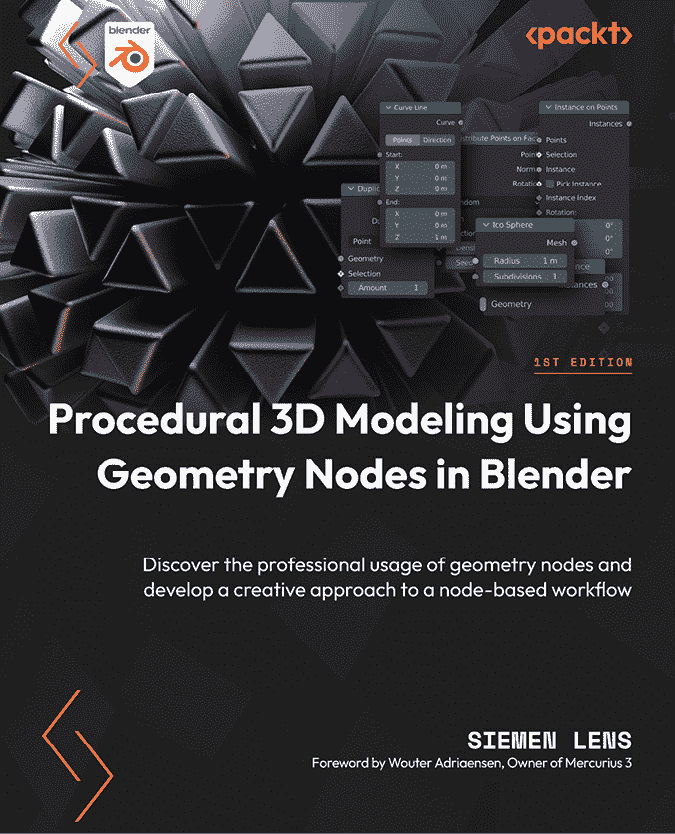 blender
<packt>
Curve Line
Curve
Points Direction
Start:
X 0 m
Y 0 m
Z 0 m
End:
X 0 m
Y 0 m
Z 1 m
Instance on Points
Instances
Points
Selection
Instance
Pick Instance
Instance Index
Rotation:
0°
0°
0°
Point
Geometry
Selection
Amount 1
Ico Sphere
Mesh
Radius 1 m
Subdivisions 1
Geometry
1ST EDITION
Procedural 3D Modeling Using
Geometry Nodes in Blender
Discover the professional usage of geometry nodes and
develop a creative approach to a node-based workflow
SIEMEN LENS
Foreword by Wouter Adriaensen, Owner of Mercurius 3